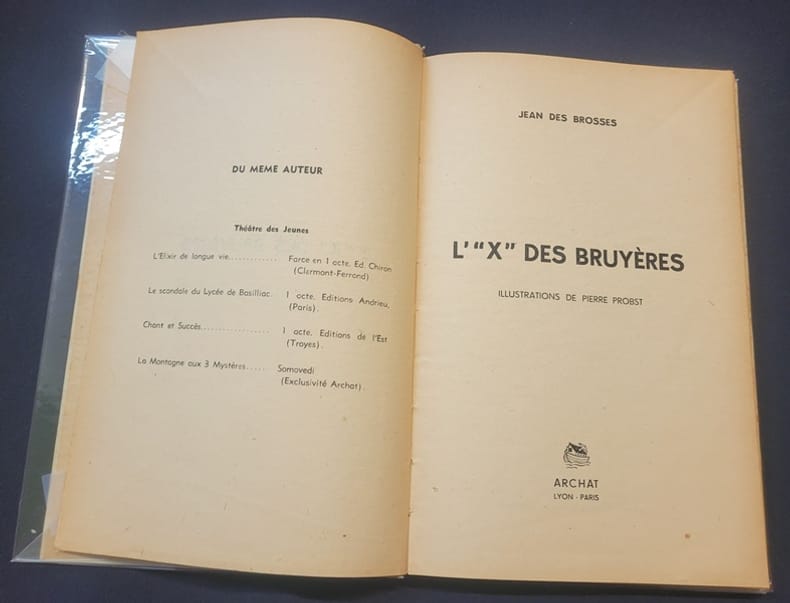 DU MEME AUTEUR
Théâtre des Jeunes
L'Elixir de longue vie............ Farce en 1 acte. Ed. Chiron
(Clermont-Ferrand)
Le scandale du Lycée de Basilliac. 1 acte. Editions Andrieu,
(Paris).
Chant et Succès.................. 1 acte. Editions de l'Est
(Troyes).
La Montagne aux 3 Mystères...... Samovedi
(Exclusivité Archat).
JEAN DES BROSSES
L'"X" DES BRUYÈRES
ILLUSTRATIONS DE PIERRE PROBST
ARCHAT
LYON - PARIS